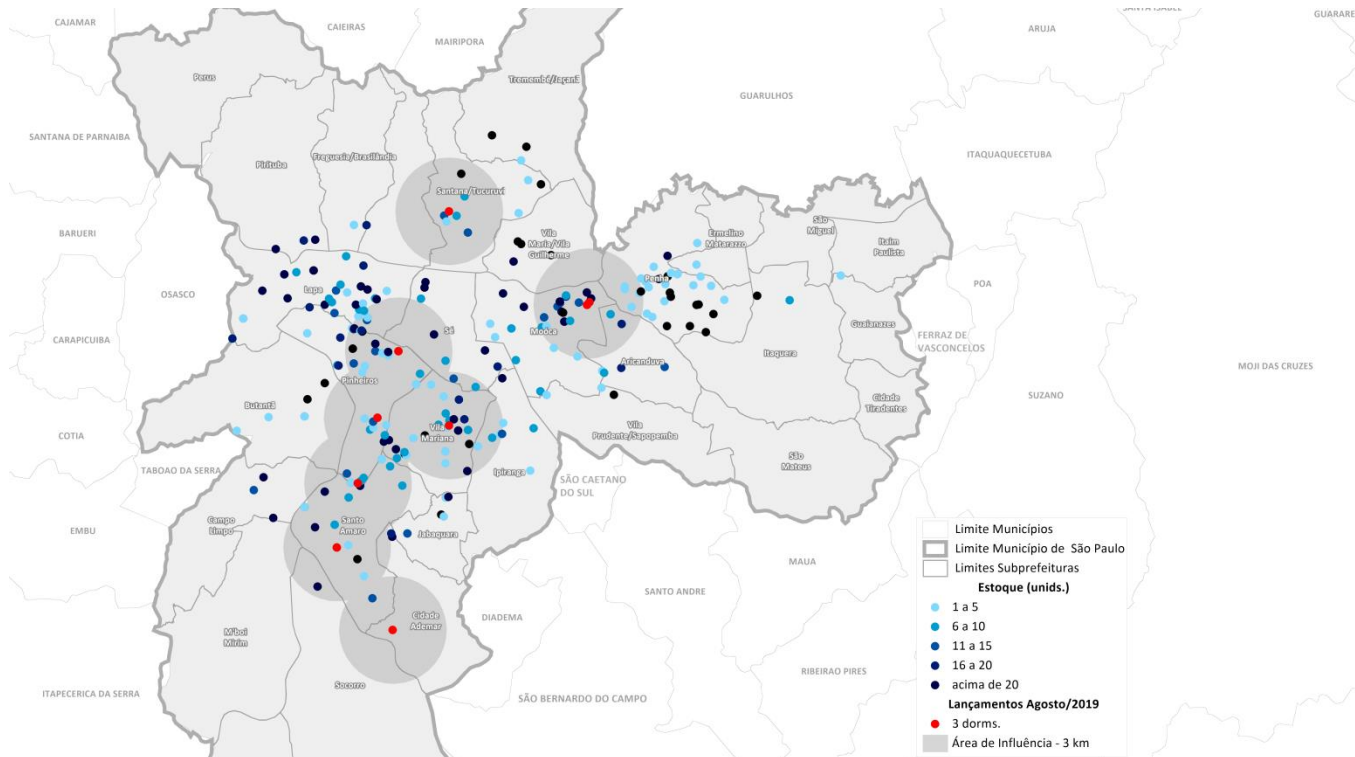 CAJAMAR
CAIEIRAS
MAIRIPORA
SANTA ISABEL
GUARARE
ARUJA
Perus
Tremembé/Jaçanã
GUARULHOS
SANTANA DE PARNAIBA
Pirituba
Freguesia/Brasilândia
ITAQUAQUECETUBA
Santana/Tucuruvi
BARUERI
Vila
Maria/Vila
Guilherme
Ermelino
Matarazzo
São
Miguel
Itaim
Paulista
Penha
POA
OSASCO
Lapa
Sé
Mooca
Guaianazes
FERRAZ DE
VASCONCELOS
CARAPICUIBA
Itaquera
Aricanduva
MOJI DAS CRUZES
Pinheiros
Butantã
Cidade
Tiradentes
SUZANO
COTIA
Vila
Mariana
Vila
Prudente/Sapopemba
São
Mateus
TABOAO DA SERRA
Ipiranga
SÃO CAETANO
DO SUL
EMBU
Campo
Limpo
Santo
Amaro
Jabaquara
MAUA
SANTO ANDRE
DIADEMA
Cidade
Ademar
M'boi
Mirim
RIBEIRAO PIRES
ITAPECERICA DA SERRA
Socorro
SÃO BERNARDO DO CAMPO
Limite Municípios
Limite Município de São Paulo
Limites Subprefeituras
Estoque (unids.)
1 a 5
6 a 10
11 a 15
16 a 20
acima de 20
Lançamentos Agosto/2019
3 dorms.
Área de Influência - 3 km